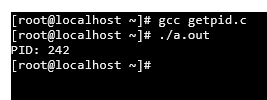 [root@localhost ~]# gcc getpid.c
[root@localhost ~]# ./a.out
PID: 242
[root@localhost ~]#